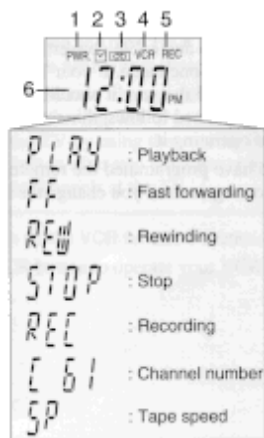 1 2 3 4 5
PWR VCR REC
6 12:00 PM
PLAY : Playback
FF : Fast forwarding
REW : Rewinding
STOP : Stop
REC : Recording
C 61 : Channel number
SP : Tape speed